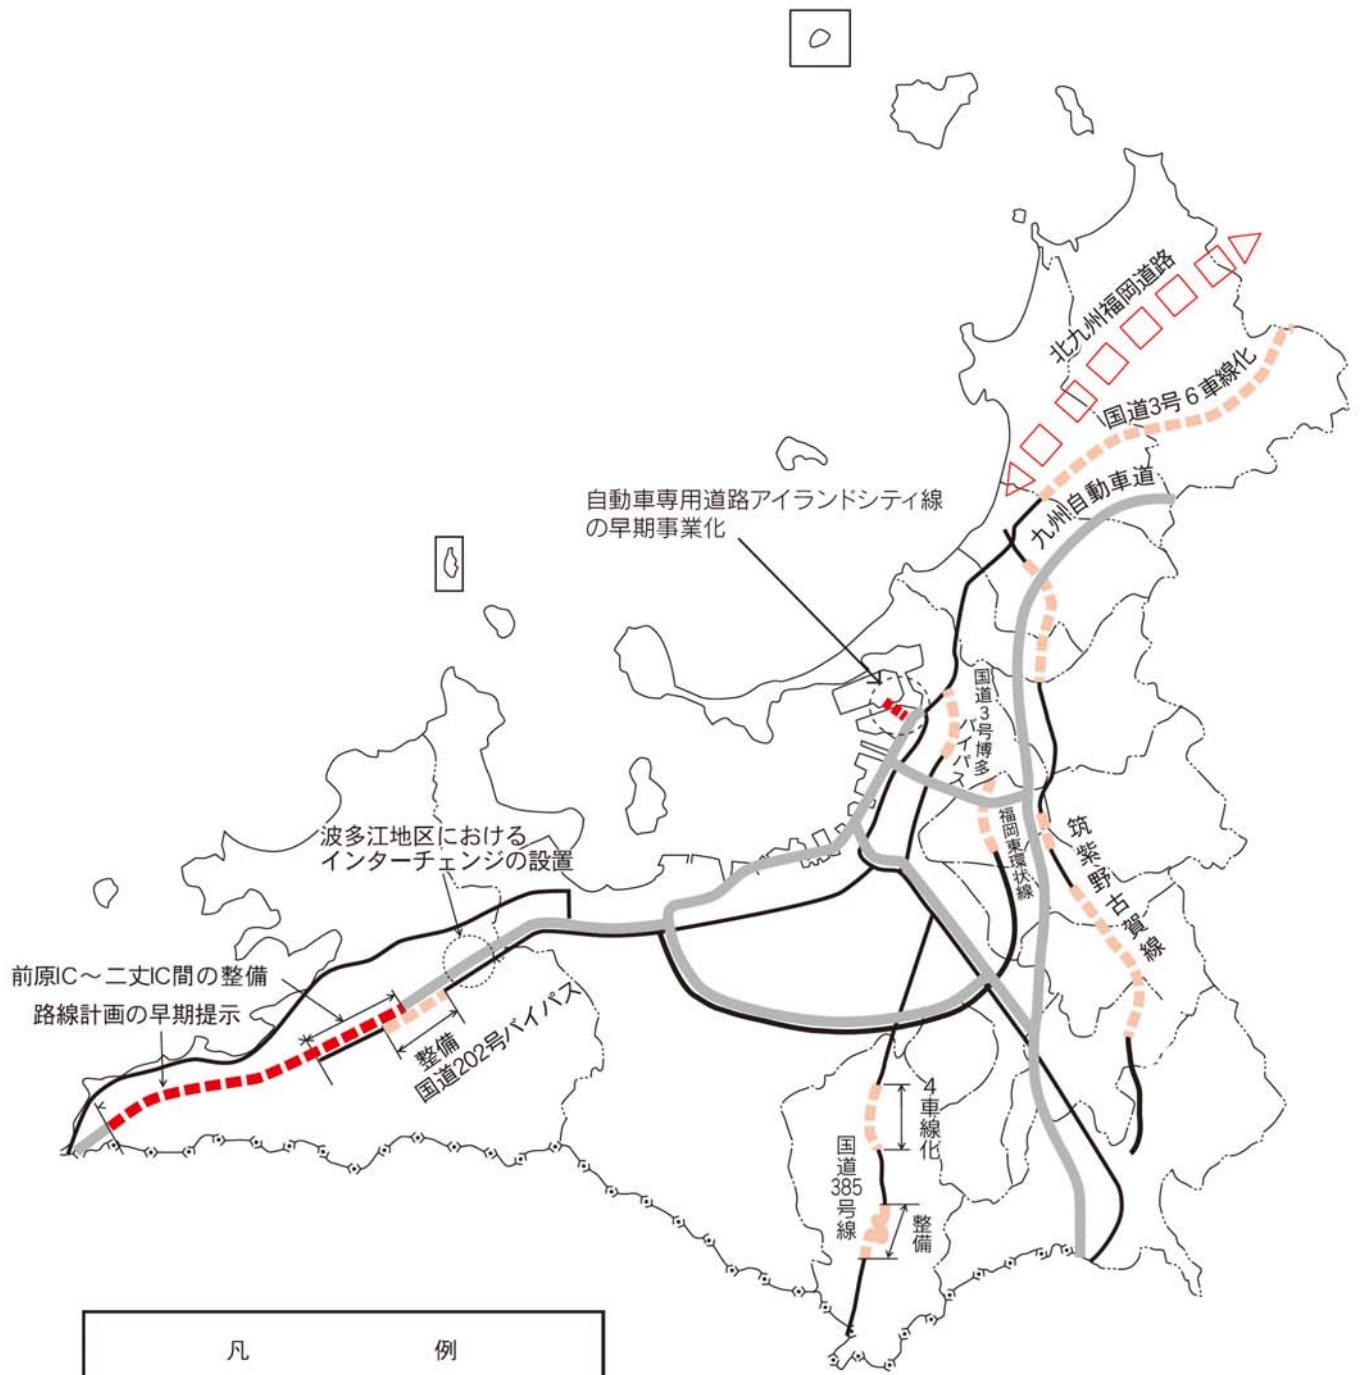 北九州福岡道路
国道3号6車線化
九州自動車道
自動車専用道路アイランドシティ線
の早期事業化
国道3号博多
バイパス
福岡東環状線
筑紫野古賀線
波多江地区における
インターチェンジの設置
前原IC～二丈IC間の整備
路線計画の早期提示
整備
国道202号バイパス
4車線化
国道385号線
整備
凡 例